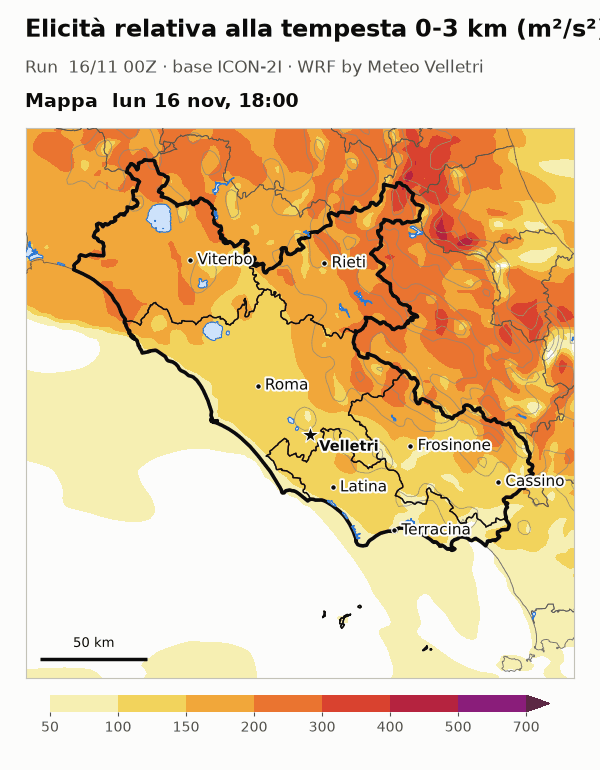 Elicità relativa alla tempesta 0-3 km (m²/s²)
Run 16/11 00Z · base ICON-2I · WRF by Meteo Velletri
Mappa lun 16 nov, 18:00
Viterbo
Rieti
Roma
Velletri
Frosinone
Cassino
Latina
Terracina
50 km
50 100 150 200 300 400 500 700